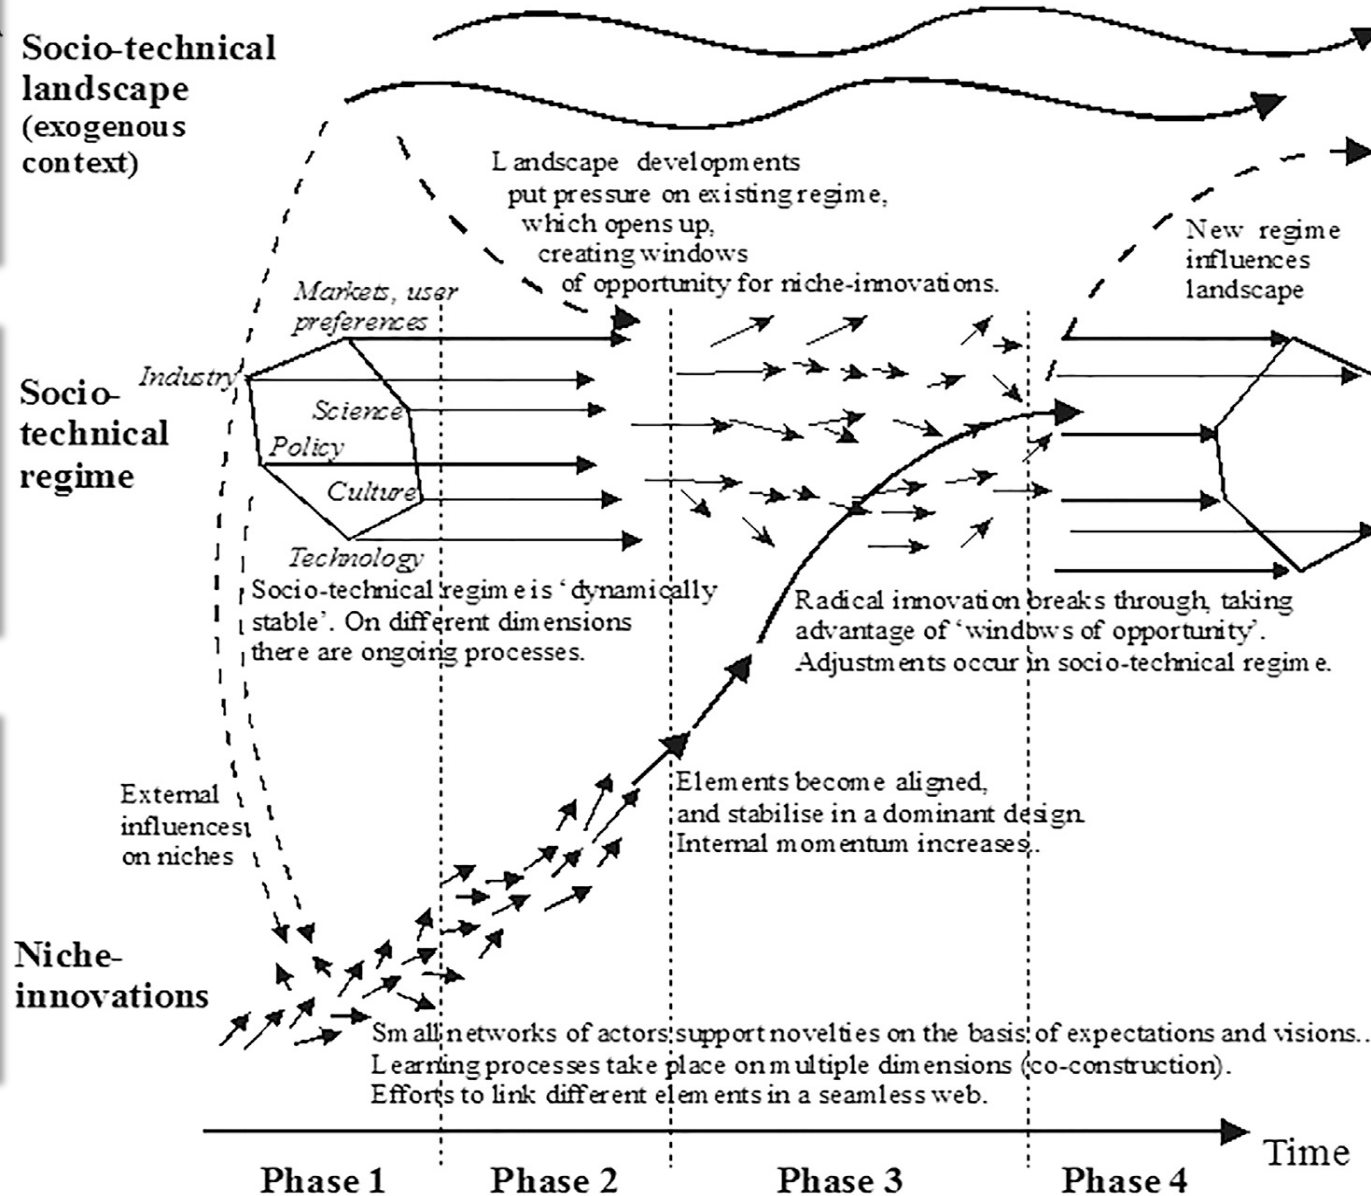 Socio-technical
landscape
(exogenous
context)
Landscape developments
put pressure on existing regime,
which opens up,
creating windows
of opportunity for niche-innovations.
New regime
influences
landscape
Markets, user
preferences
Industry
Science
Policy
Culture
Technology
Socio-
technical
regime
Socio-technical regime is ‘dynamically
stable’. On different dimensions
there are ongoing processes.
Radical innovation breaks through, taking
advantage of ‘windows of opportunity’.
Adjustments occur in socio-technical regime.
External
influences
on niches
Elements become aligned,
and stabilise in a dominant design.
Internal momentum increases..
Niche-
innovations
Small networks of actors support novelties on the basis of expectations and visions..
Learning processes take place on multiple dimensions (co-construction).
Efforts to link different elements in a seamless web.
Time
Phase 1 Phase 2 Phase 3 Phase 4